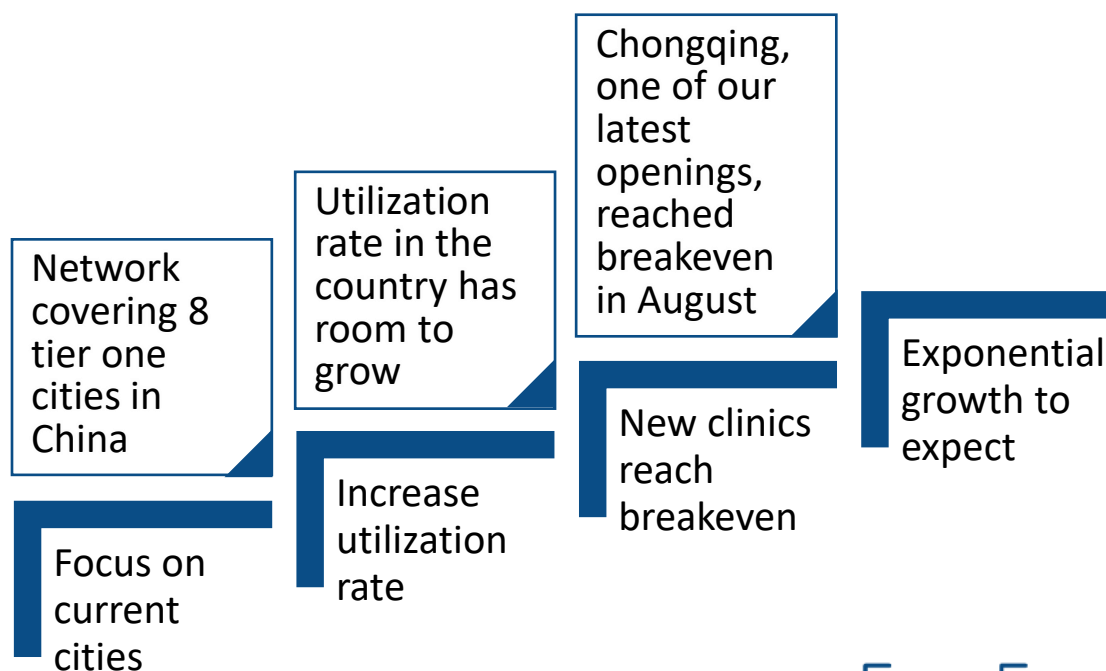 Network
covering 8
tier one
cities in
China
Focus on
current
cities
Utilization
rate in the
country has
room to
grow
Increase
utilization
rate
Chongqing,
one of our
latest
openings,
reached
breakeven
in August
New clinics
reach
breakeven
Exponential
growth to
expect